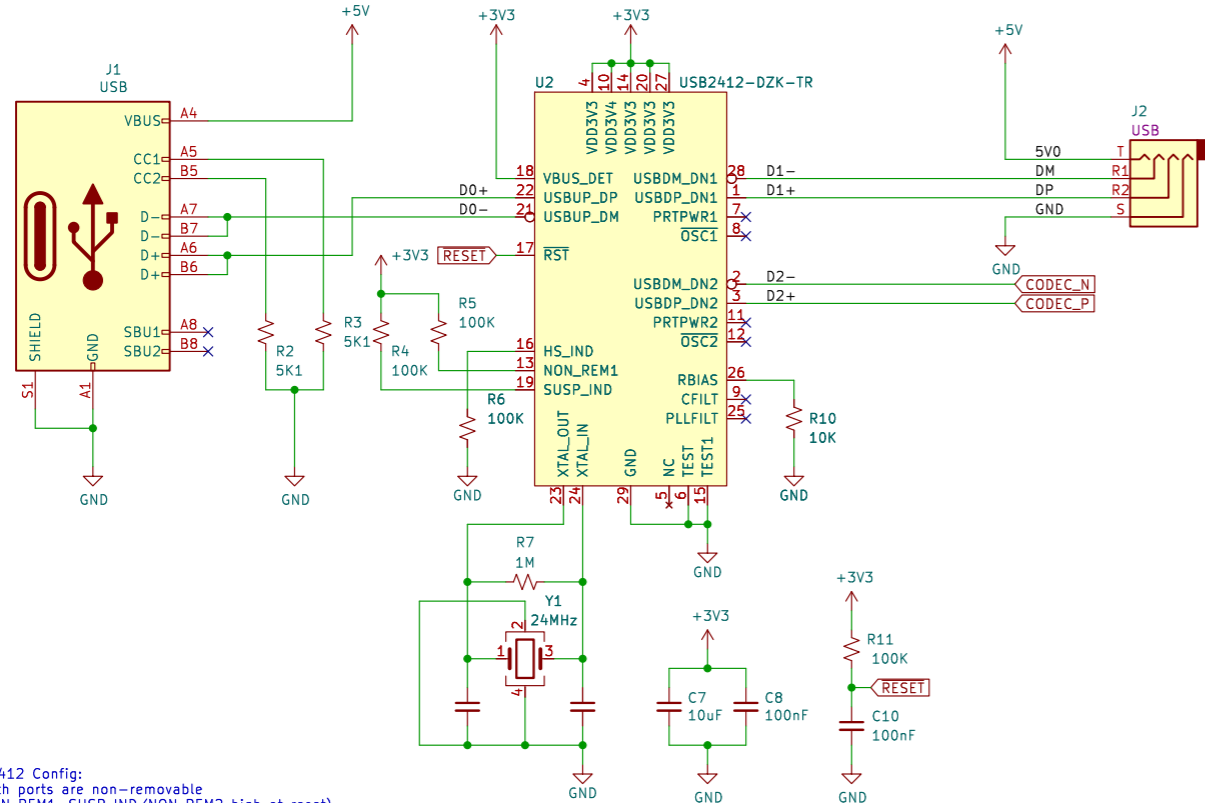 J1
USB
VBUS
A4
CC1
A5
CC2
B5
D-
A7
D-
B7
D+
A6
D+
B6
SBU1
A8
SBU2
B8
SHIELD
GND
S1
A1
GND
+5V
R2
5K1
R3
5K1
GND
+3V3
D0+
D0-
RESET
+3V3
R4
100K
R5
100K
R6
100K
GND
U2
USB2412-DZK-TR
+3V3
4
10
14
20
27
VDD3V3
VDD3V4
VDD3V3
VDD3V3
VDD3V3
18
VBUS_DET
22
USBUP_DP
21
USBUP_DM
17
RST
16
HS_IND
13
NON_REM1
19
SUSP_IND
USBDM_DN1
28
USBDP_DN1
1
PRTPWR1
7
OSC1
8
USBDM_DN2
2
USBDP_DN2
3
PRTPWR2
11
OSC2
12
RBIAS
26
CFILT
9
PLLFILT
25
XTAL_OUT
XTAL_IN
GND
NC
TEST
TEST1
23
24
29
5
6
15
D1-
D1+
D2-
D2+
CODEC_N
CODEC_P
+5V
J2
USB
5V0
T
DM
R1
DP
R2
GND
S
GND
R10
10K
GND
GND
R7
1M
Y1
24MHz
2
1
3
4
GND
+3V3
C7
10uF
C8
100nF
GND
+3V3
R11
100K
RESET
C10
100nF
GND
412 Config:
ports are non-removable